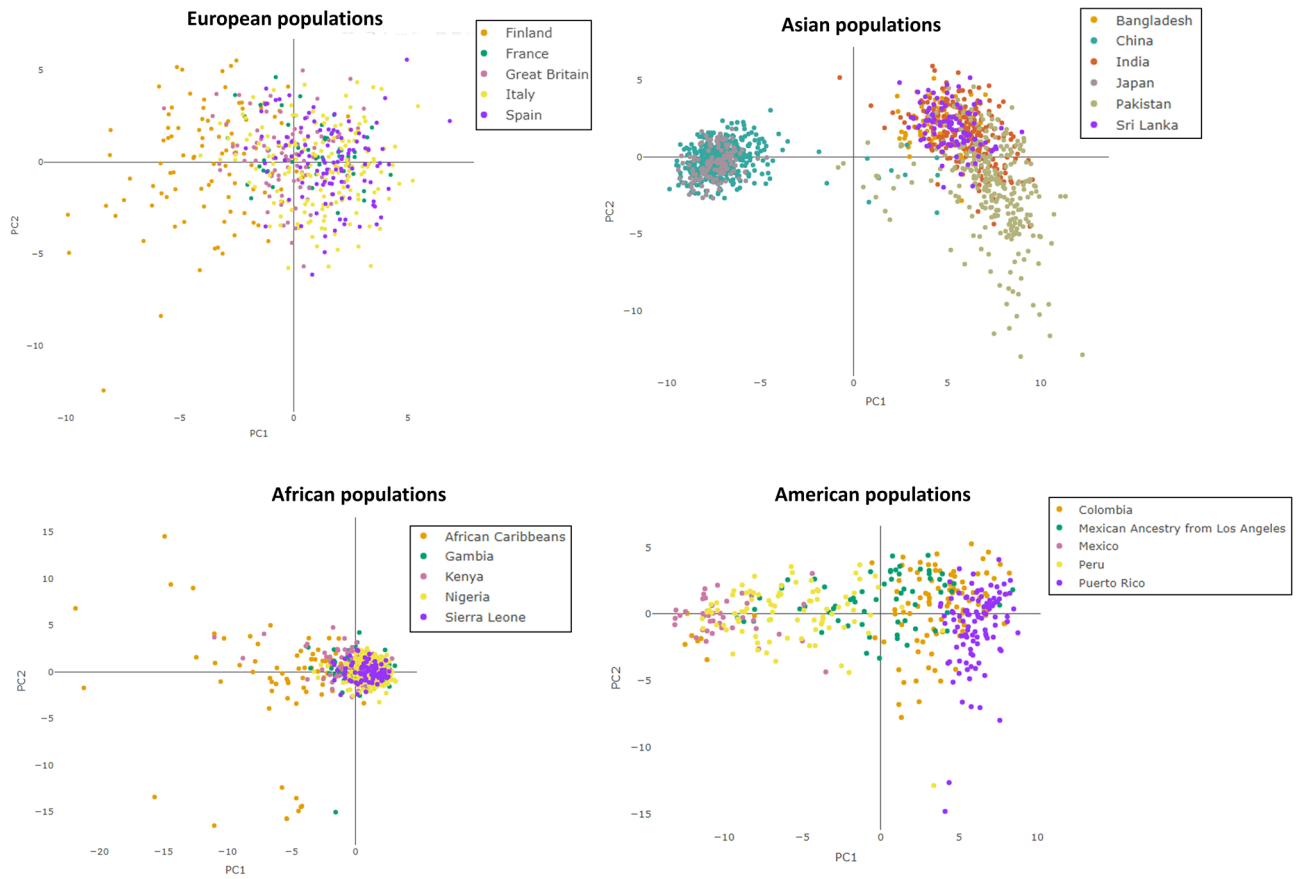 European populations
Finland
France
Great Britain
Italy
Spain
5
0
−5
−10
PC2
−10
−5
0
5
PC1
Asian populations
Bangladesh
China
India
Japan
Pakistan
Sri Lanka
5
0
−5
−10
PC2
−10
−5
0
5
10
PC1
African populations
African Caribbeans
Gambia
Kenya
Nigeria
Sierra Leone
15
10
5
0
−5
−10
−15
PC2
−20
−15
−10
−5
0
PC1
American populations
Colombia
Mexican Ancestry from Los Angeles
Mexico
Peru
Puerto Rico
5
0
−5
−10
−15
PC2
−10
−5
0
5
10
PC1